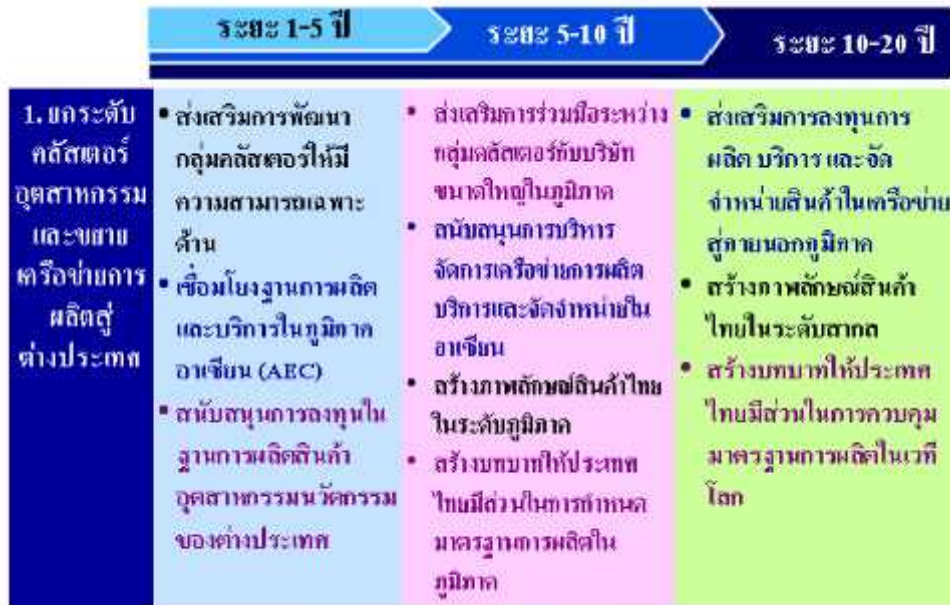 ระยะ 1-5 ปี
ระยะ 5-10 ปี
ระยะ 10-20 ปี
1. ยกระดับ
คลัสเตอร์
อุตสาหกรรม
และขยาย
เครือข่ายการ
ผลิตสู่
ต่างประเทศ
• ส่งเสริมการพัฒนา
กลุ่มคลัสเตอร์ให้มี
ความสามารถเฉพาะ
ด้าน
• เชื่อมโยงฐานการผลิต
และบริการในภูมิภาค
อาเซียน (AEC)
• สนับสนุนการลงทุนใน
ฐานการผลิตสินค้า
อุตสาหกรรมนวัตกรรม
ของต่างประเทศ
• ส่งเสริมการร่วมมือระหว่าง
กลุ่มคลัสเตอร์กับบริษัท
ขนาดใหญ่ในภูมิภาค
• สนับสนุนการบริหาร
จัดการเครือข่ายการผลิต
บริการและจัดจำหน่ายใน
อาเซียน
• สร้างภาพลักษณ์สินค้าไทย
ในระดับภูมิภาค
• สร้างบทบาทให้ประเทศ
ไทยมีส่วนในการกำหนด
มาตรฐานการผลิตใน
ภูมิภาค
• ส่งเสริมการลงทุนการ
ผลิต บริการ และจัด
จำหน่ายสินค้าในเครือข่าย
สู่ภายนอกภูมิภาค
• สร้างภาพลักษณ์สินค้า
ไทยในระดับสากล
• สร้างบทบาทให้ประเทศ
ไทยมีส่วนในการควบคุม
มาตรฐานการผลิตในเวที
โลก